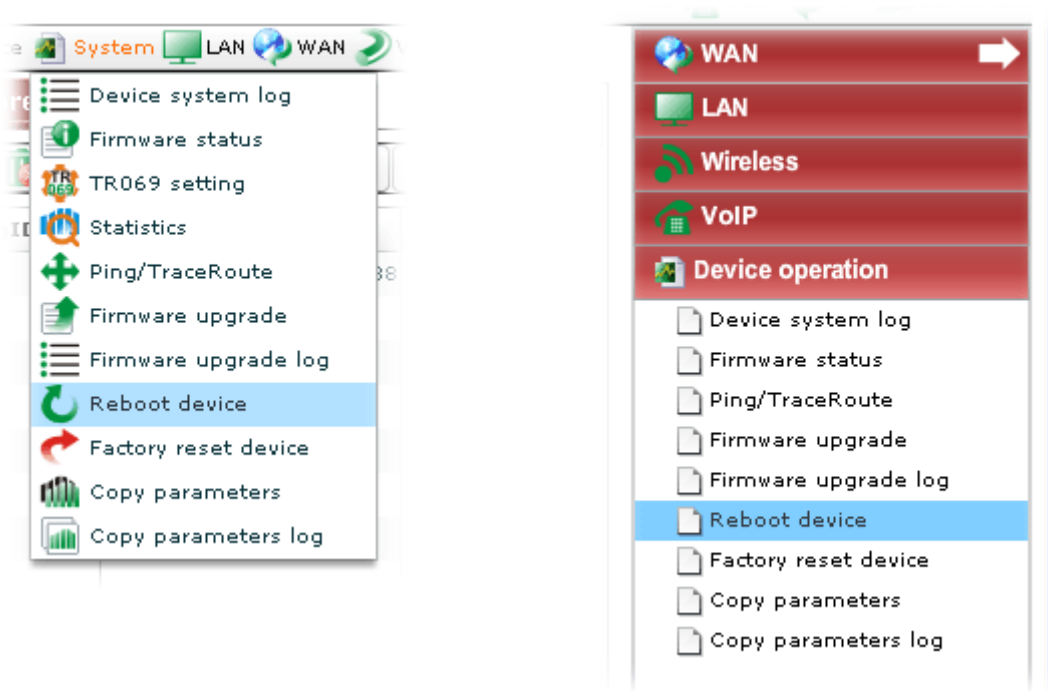 System LAN WAN
Device system log
Firmware status
TR069 setting
Statistics
Ping/TraceRoute
Firmware upgrade
Firmware upgrade log
Reboot device
Factory reset device
Copy parameters
Copy parameters log
WAN
LAN
Wireless
VoIP
Device operation
Device system log
Firmware status
Ping/TraceRoute
Firmware upgrade
Firmware upgrade log
Reboot device
Factory reset device
Copy parameters
Copy parameters log